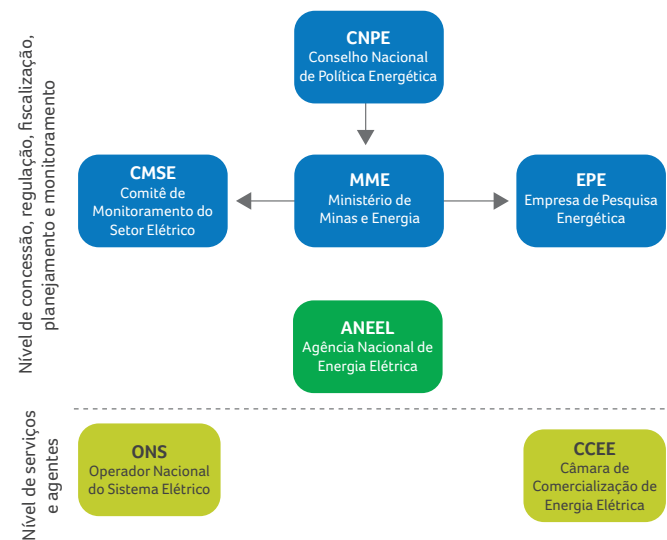 Nível de concessão, regulação, fiscalização,
planejamento e monitoramento
CNPE
Conselho Nacional
de Política Energética
CMSE
Comitê de
Monitoramento do
Setor Elétrico
MME
Ministério de
Minas e Energia
EPE
Empresa de Pesquisa
Energética
ANEEL
Agência Nacional de
Energia Elétrica
Nível de serviços
e agentes
ONS
Operador Nacional
do Sistema Elétrico
CCEE
Câmara de
Comercialização de
Energia Elétrica